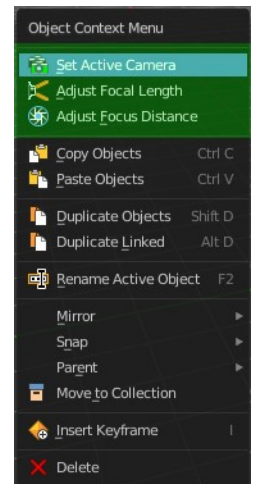 Object Context Menu
Set Active Camera
Adjust Focal Length
Adjust Focus Distance
Copy Objects Ctrl C
Paste Objects Ctrl V
Duplicate Objects Shift D
Duplicate Linked Alt D
Rename Active Object F2
Mirror
Snap
Parent
Move to Collection
Insert Keyframe I
Delete